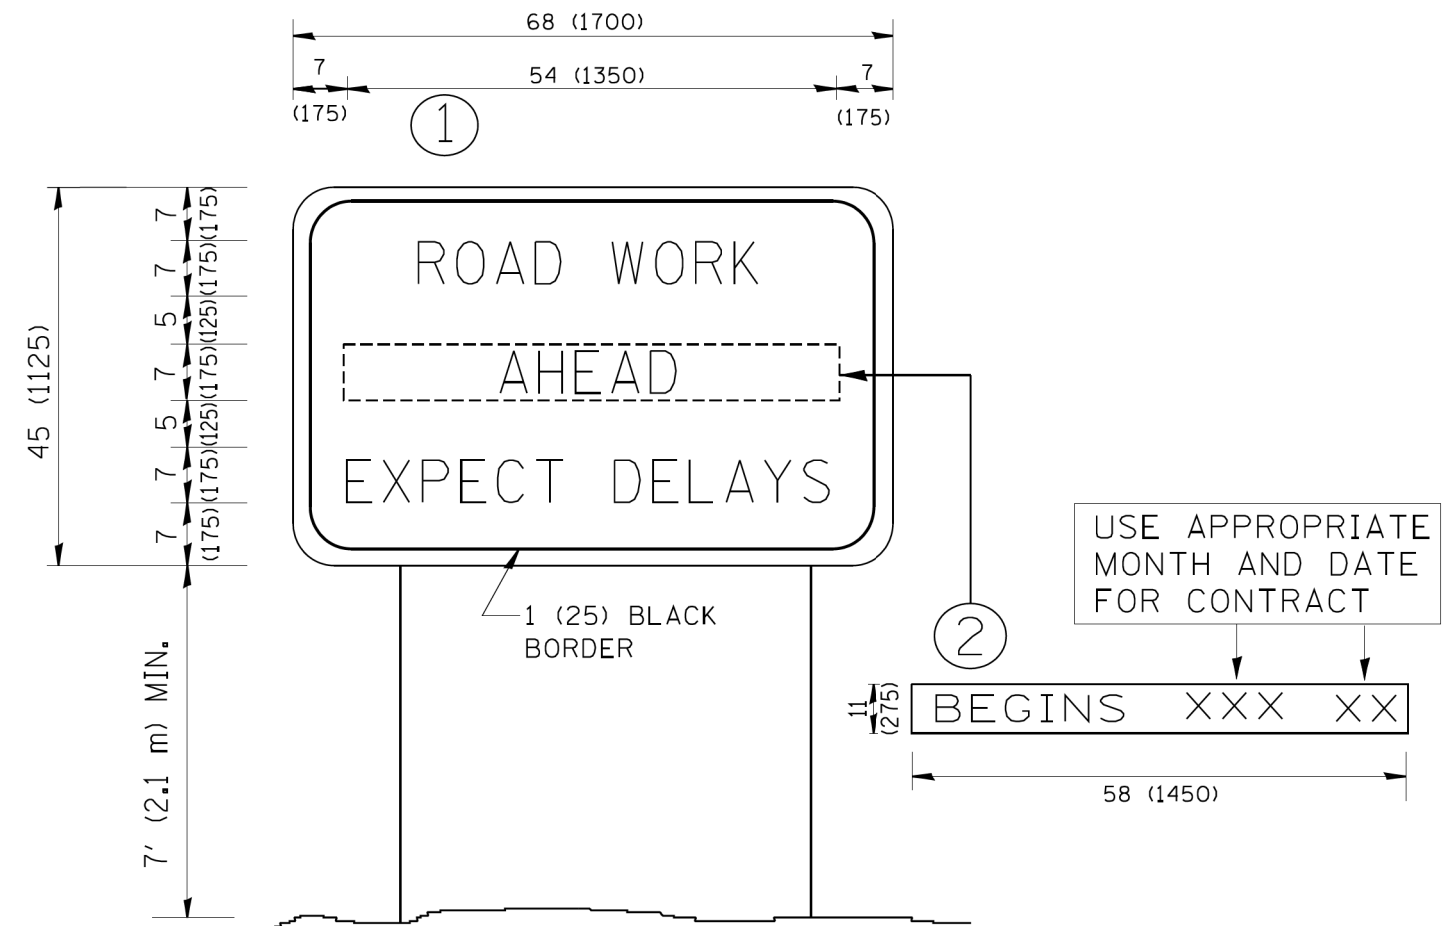 68 (1700)
7 54 (1350) 7
(175) (175)
1
ROAD WORK
AHEAD
EXPECT DELAYS
45 (1125)
7 (175)
7 (175)
5 (125)
7 (175)
5 (125)
7 (175)
7 (175)
7' (2.1 m) MIN.
1 (25) BLACK
BORDER
USE APPROPRIATE
MONTH AND DATE
FOR CONTRACT
2
11
(275)
BEGINS XXX XX
58 (1450)